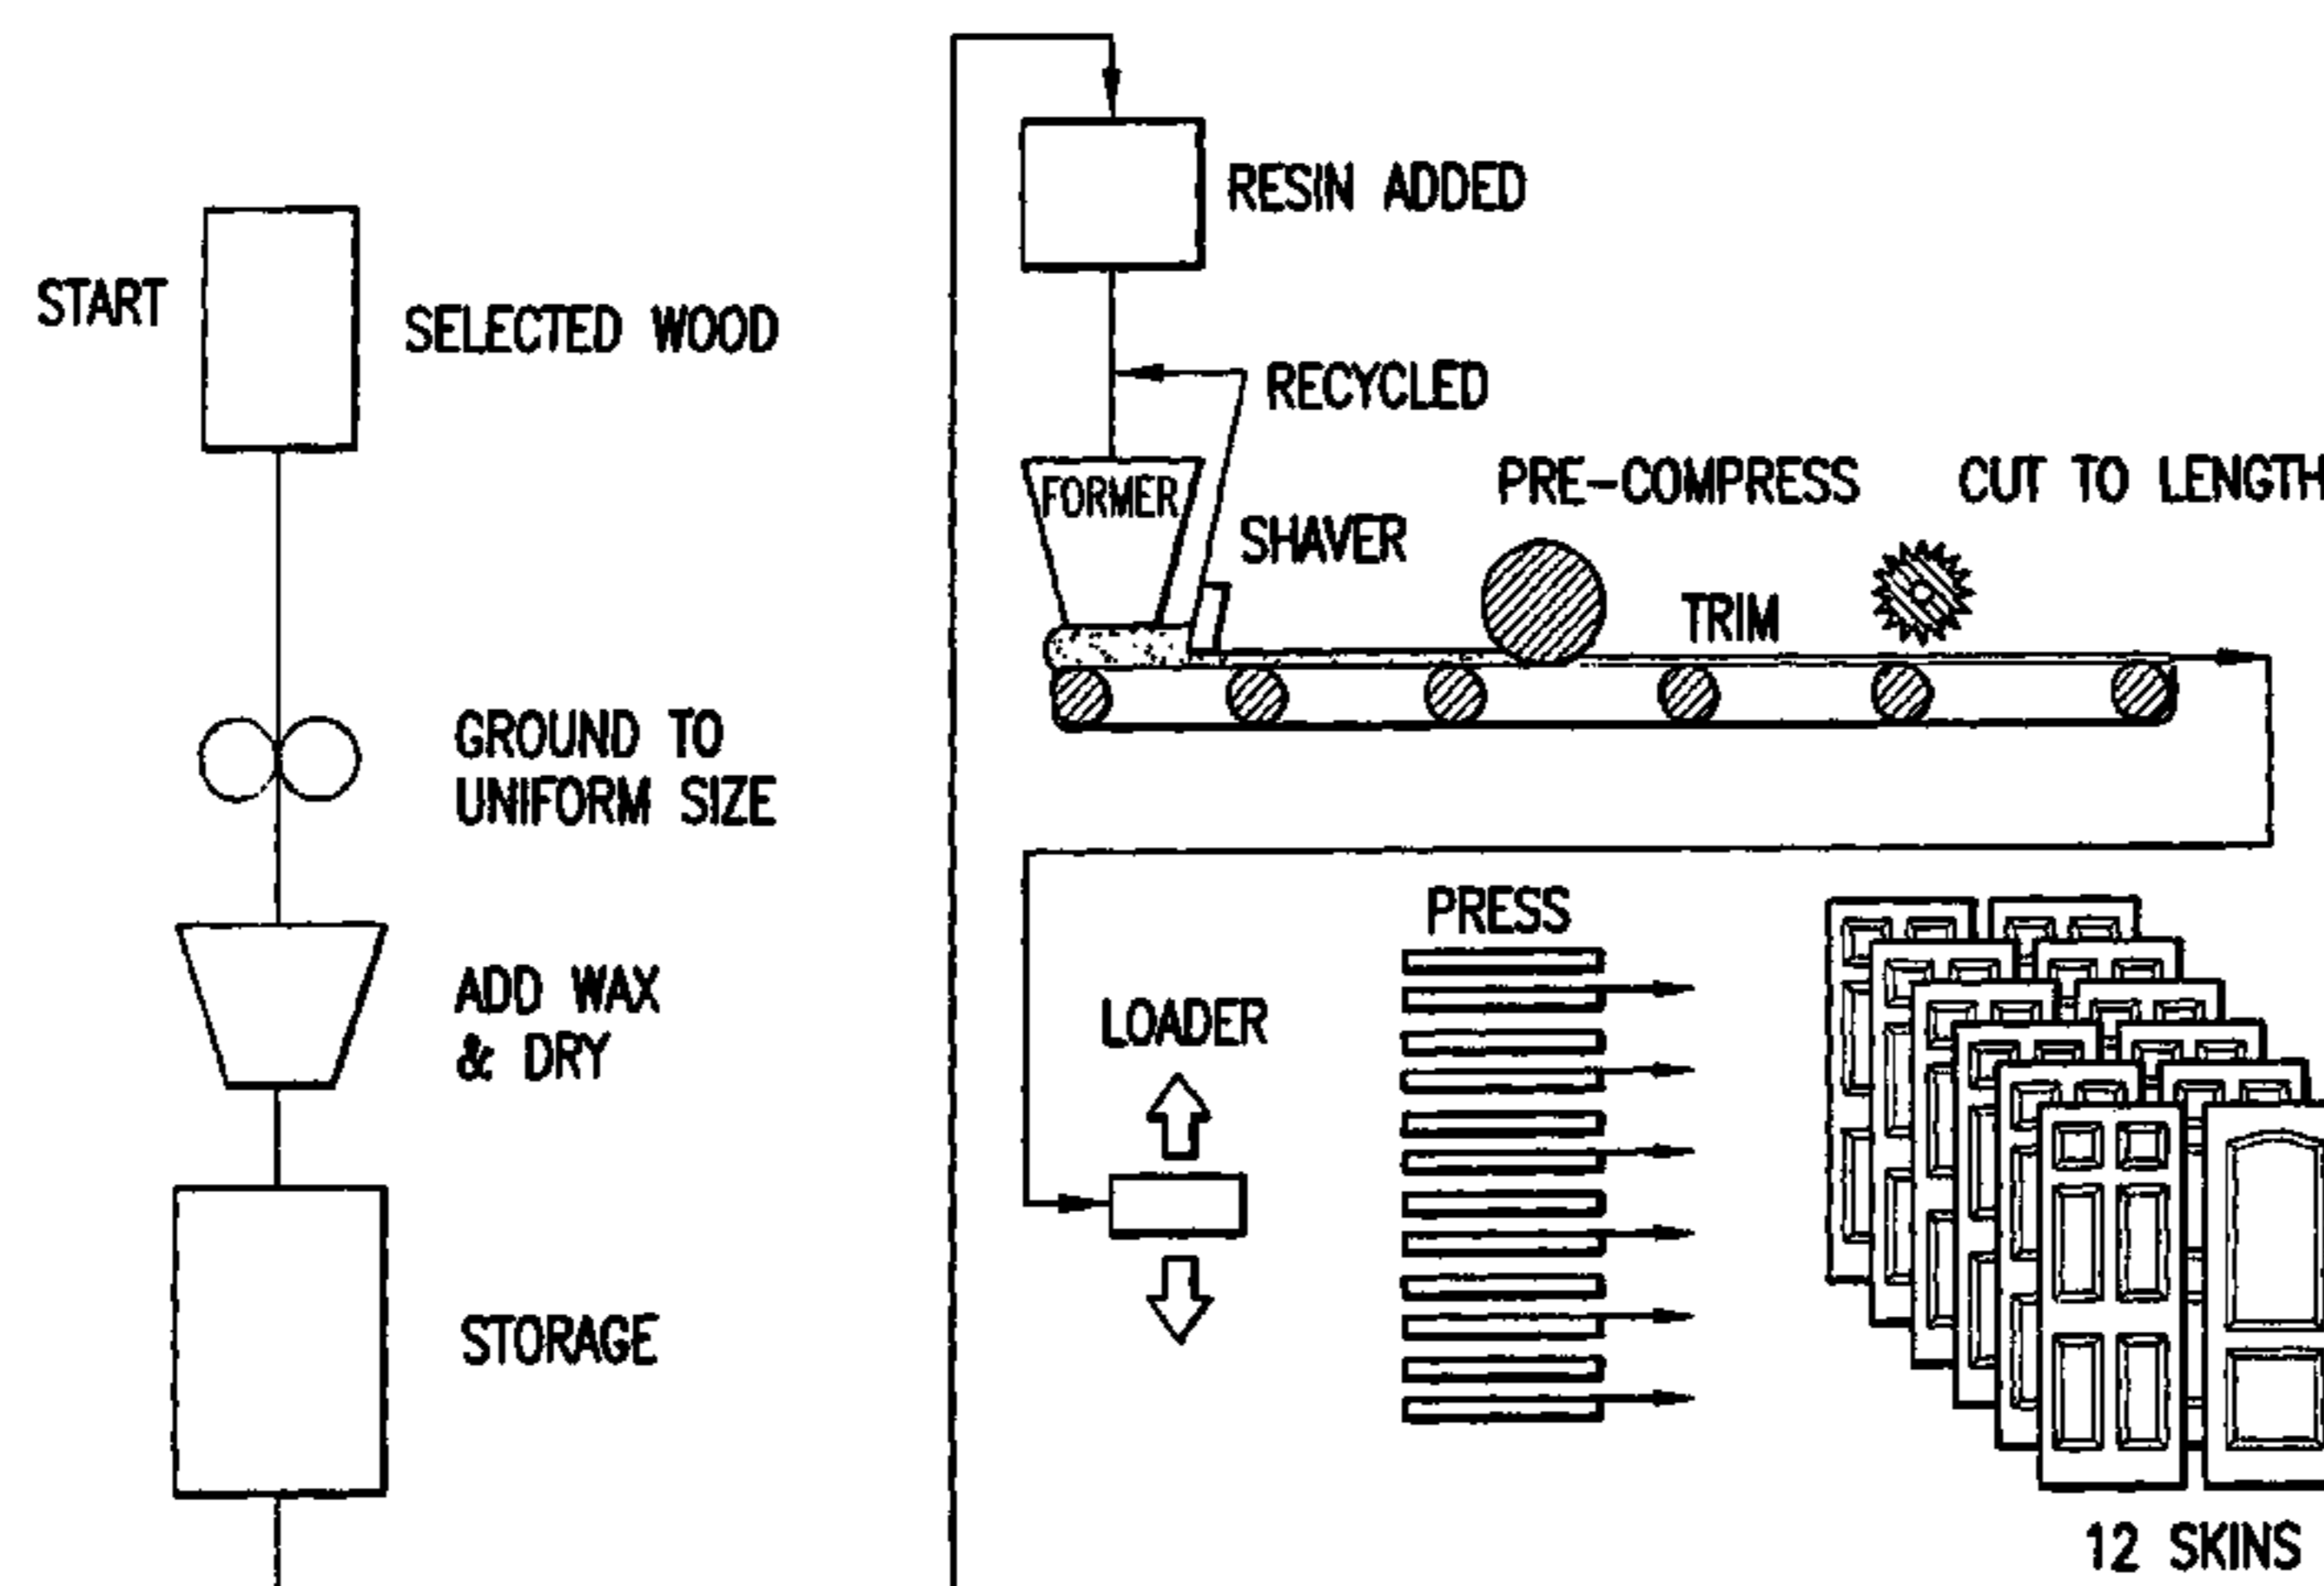 START
SELECTED WOOD
GROUND TO
UNIFORM SIZE
ADD WAX
& DRY
STORAGE
RESIN ADDED
RECYCLED
FORMER
SHAVER
PRE-COMPRESS
TRIM
CUT TO LENGTH
LOADER
PRESS
12 SKINS